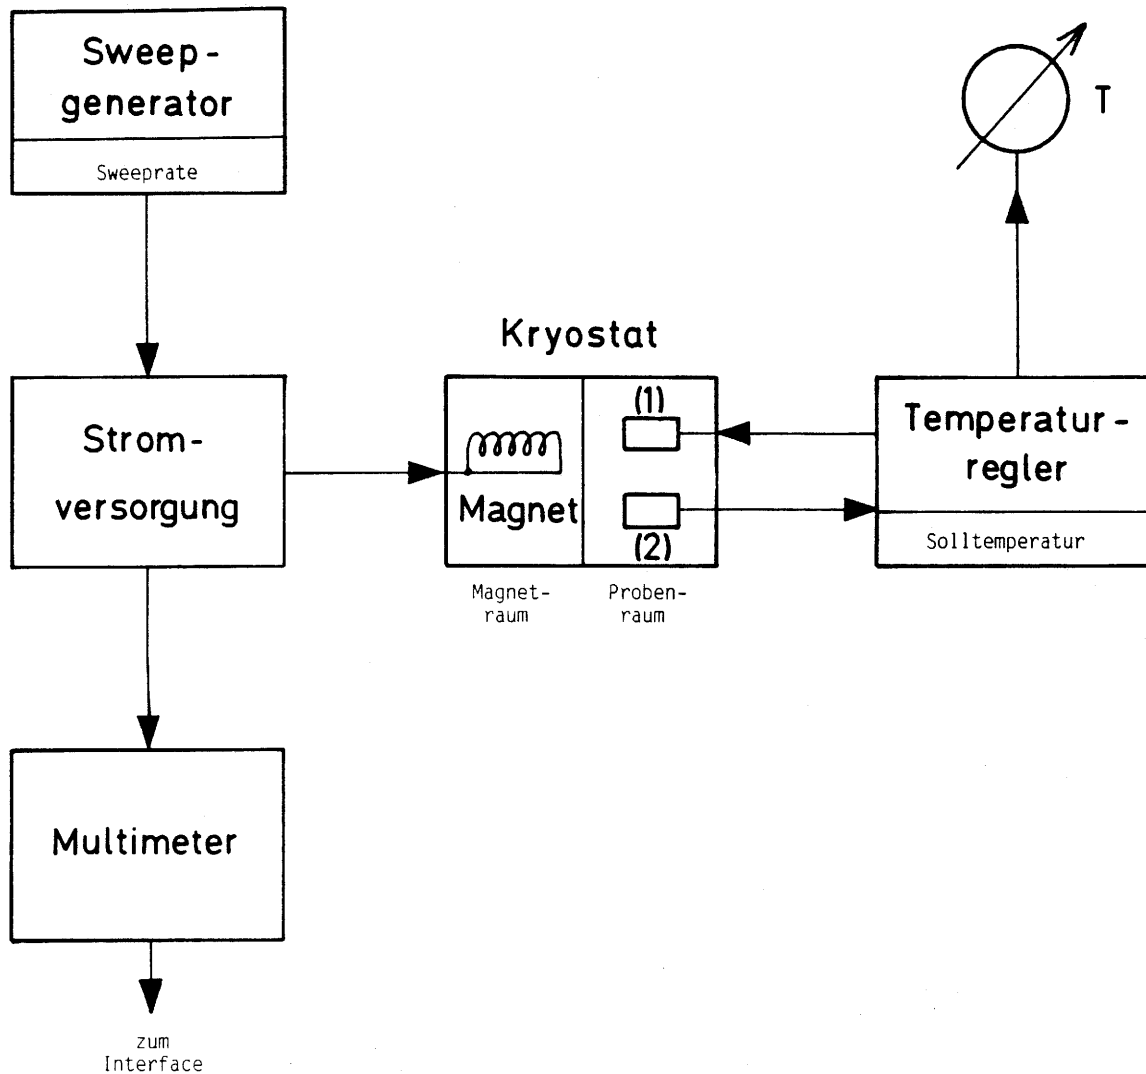 Sweep-
generator
Sweeprate
T
Kryostat
Strom-
versorgung
(1)
Magnet
(2)
Temperatur-
regler
Solltemperatur
Magnet-
raum
Proben-
raum
Multimeter
zum
Interface